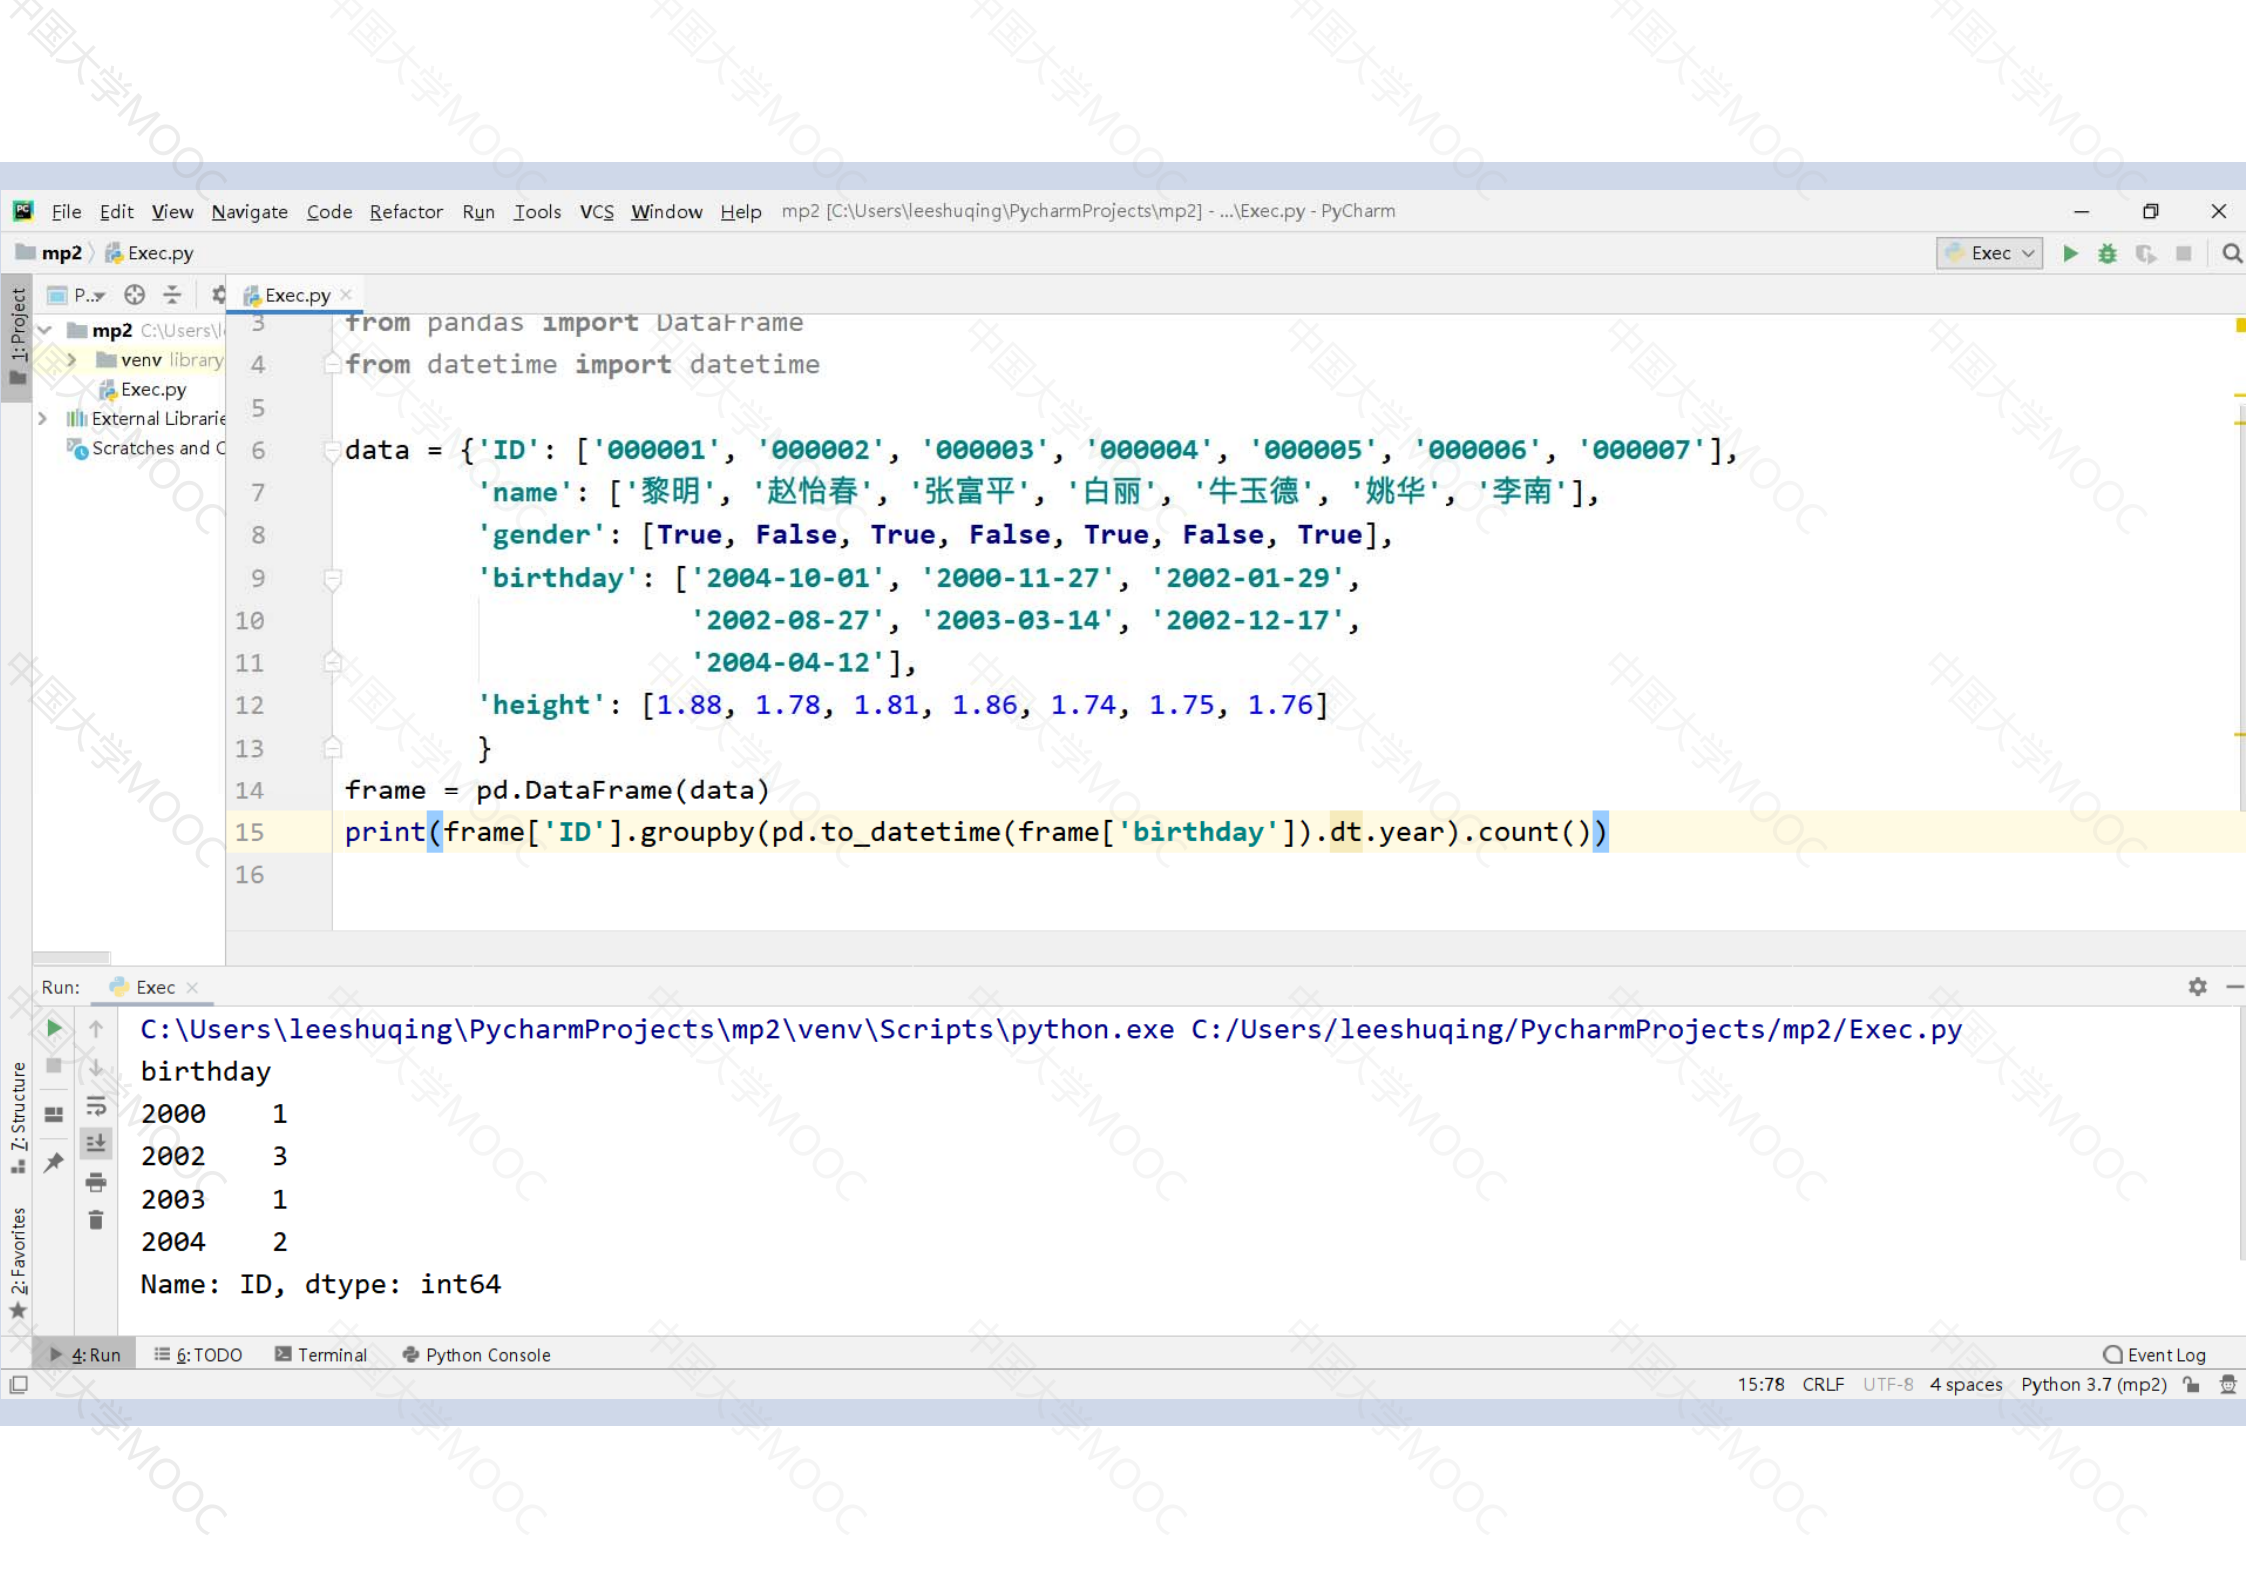 File Edit View Navigate Code Refactor Run Tools VCS Window Help mp2 [C:\Users\leeshuqing\PycharmProjects\mp2] - ...\Exec.py - PyCharm
mp2 Exec.py
Exec
1: Project
P..
Exec.py
mp2 C:\Users\l
venv library
Exec.py
External Librarie
Scratches and C
3 from pandas import DataFrame
4 from datetime import datetime
5
6 data = {'ID': ['000001', '000002', '000003', '000004', '000005', '000006', '000007'],
7 'name': ['黎明', '赵怡春', '张富平', '白丽', '牛玉德', '姚华', '李南'],
8 'gender': [True, False, True, False, True, False, True],
9 'birthday': ['2004-10-01', '2000-11-27', '2002-01-29',
10 '2002-08-27', '2003-03-14', '2002-12-17',
11 '2004-04-12'],
12 'height': [1.88, 1.78, 1.81, 1.86, 1.74, 1.75, 1.76]
13 }
14 frame = pd.DataFrame(data)
15 print(frame['ID'].groupby(pd.to_datetime(frame['birthday']).dt.year).count())
16
Run: Exec
C:\Users\leeshuqing\PycharmProjects\mp2\venv\Scripts\python.exe C:/Users/leeshuqing/PycharmProjects/mp2/Exec.py
birthday
2000 1
2002 3
2003 1
2004 2
Name: ID, dtype: int64
Z: Structure
2: Favorites
4: Run 6: TODO Terminal Python Console
Event Log
15:78 CRLF UTF-8 4 spaces Python 3.7 (mp2)
中国大学MOOC